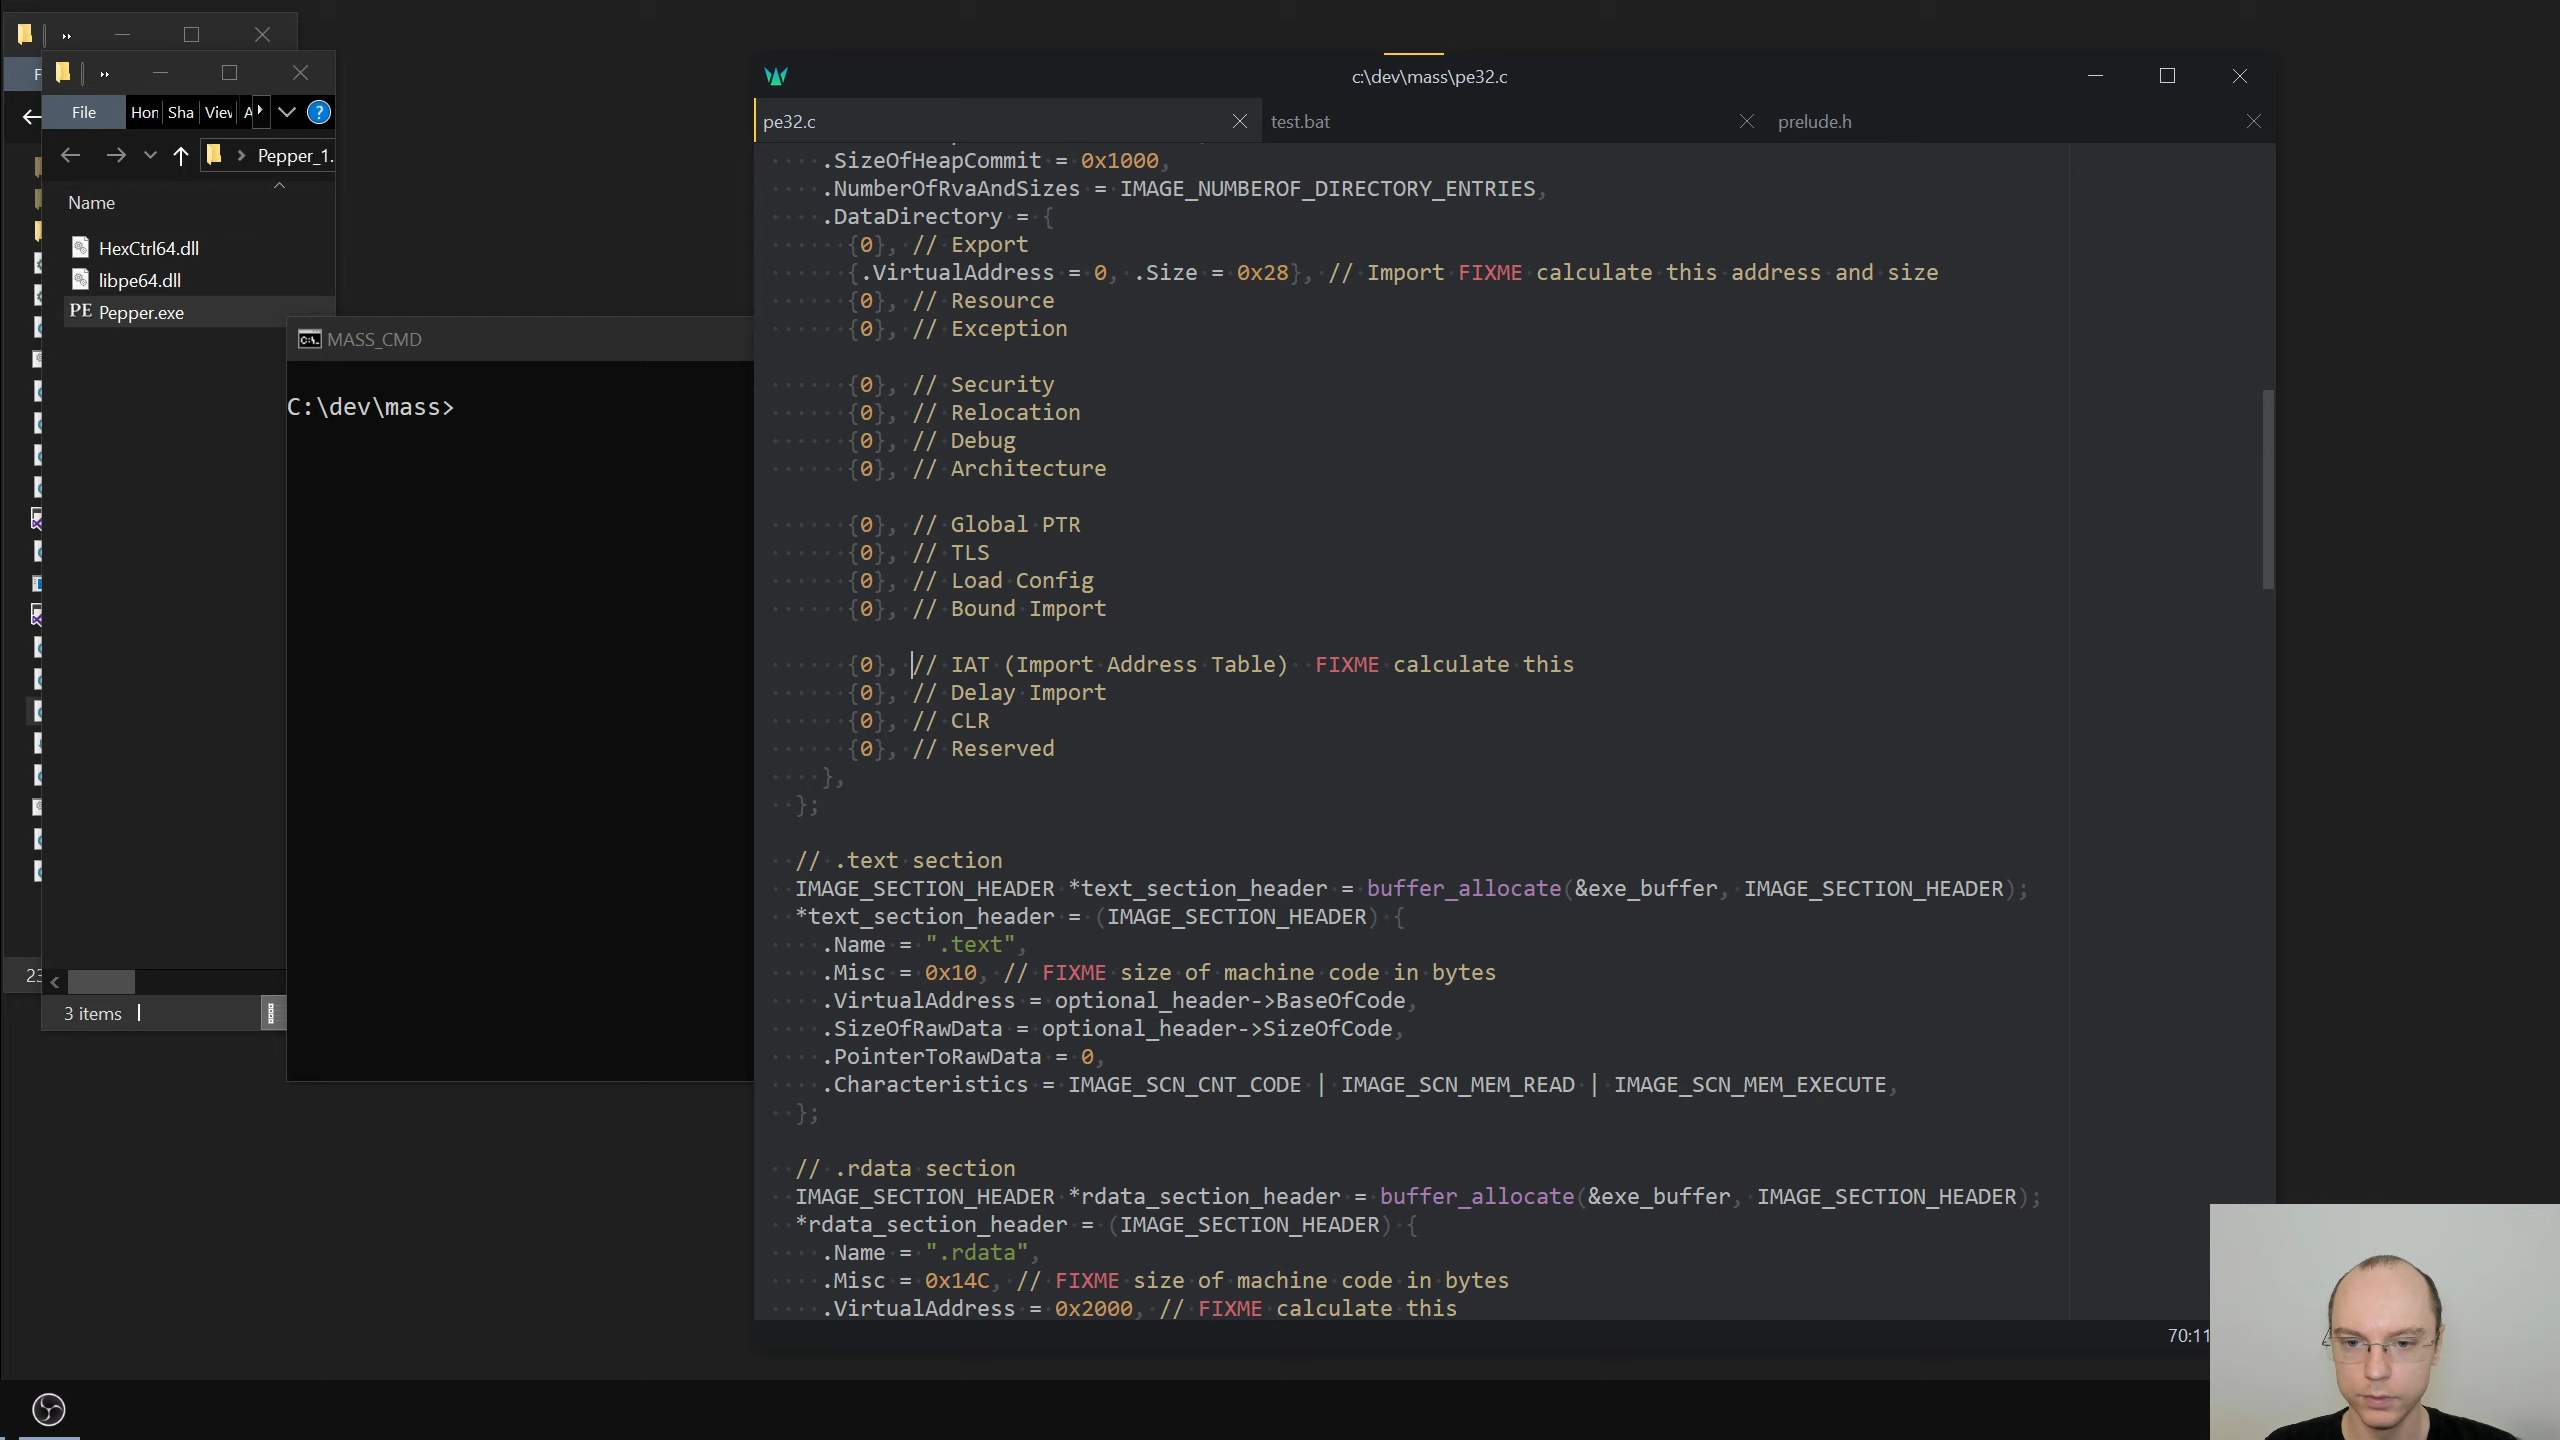 File
Hon
Sha
Viev
A
Pepper_1.
Name
HexCtrl64.dll
libpe64.dll
PE Pepper.exe
3 items
23
MASS_CMD
C:\dev\mass>
c:\dev\mass\pe32.c
pe32.c
test.bat
prelude.h
.SizeOfHeapCommit = 0x1000,
.NumberOfRvaAndSizes = IMAGE_NUMBEROF_DIRECTORY_ENTRIES,
.DataDirectory = {
{0}, // Export
{.VirtualAddress = 0, .Size = 0x28}, // Import FIXME calculate this address and size
{0}, // Resource
{0}, // Exception
{0}, // Security
{0}, // Relocation
{0}, // Debug
{0}, // Architecture
{0}, // Global PTR
{0}, // TLS
{0}, // Load Config
{0}, // Bound Import
{0}, // IAT (Import Address Table)  FIXME calculate this
{0}, // Delay Import
{0}, // CLR
{0}, // Reserved
},
};
// .text section
IMAGE_SECTION_HEADER *text_section_header = buffer_allocate(&exe_buffer, IMAGE_SECTION_HEADER);
*text_section_header = (IMAGE_SECTION_HEADER) {
.Name = ".text",
.Misc = 0x10, // FIXME size of machine code in bytes
.VirtualAddress = optional_header->BaseOfCode,
.SizeOfRawData = optional_header->SizeOfCode,
.PointerToRawData = 0,
.Characteristics = IMAGE_SCN_CNT_CODE | IMAGE_SCN_MEM_READ | IMAGE_SCN_MEM_EXECUTE,
};
// .rdata section
IMAGE_SECTION_HEADER *rdata_section_header = buffer_allocate(&exe_buffer, IMAGE_SECTION_HEADER);
*rdata_section_header = (IMAGE_SECTION_HEADER) {
.Name = ".rdata",
.Misc = 0x14C, // FIXME size of machine code in bytes
.VirtualAddress = 0x2000, // FIXME calculate this
70:11